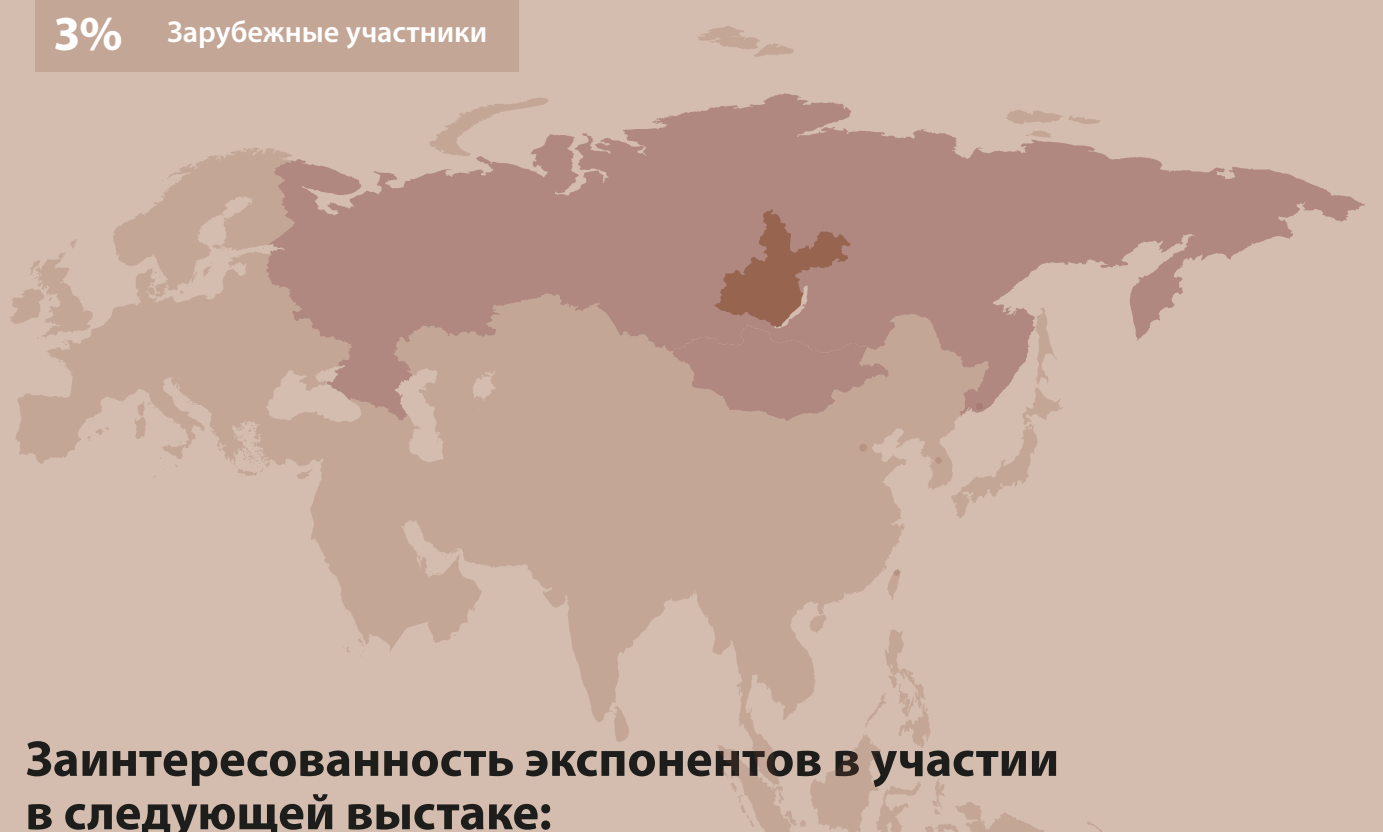 3% Зарубежные участники
Заинтересованность экспонентов в участии
в следующей выстаке: